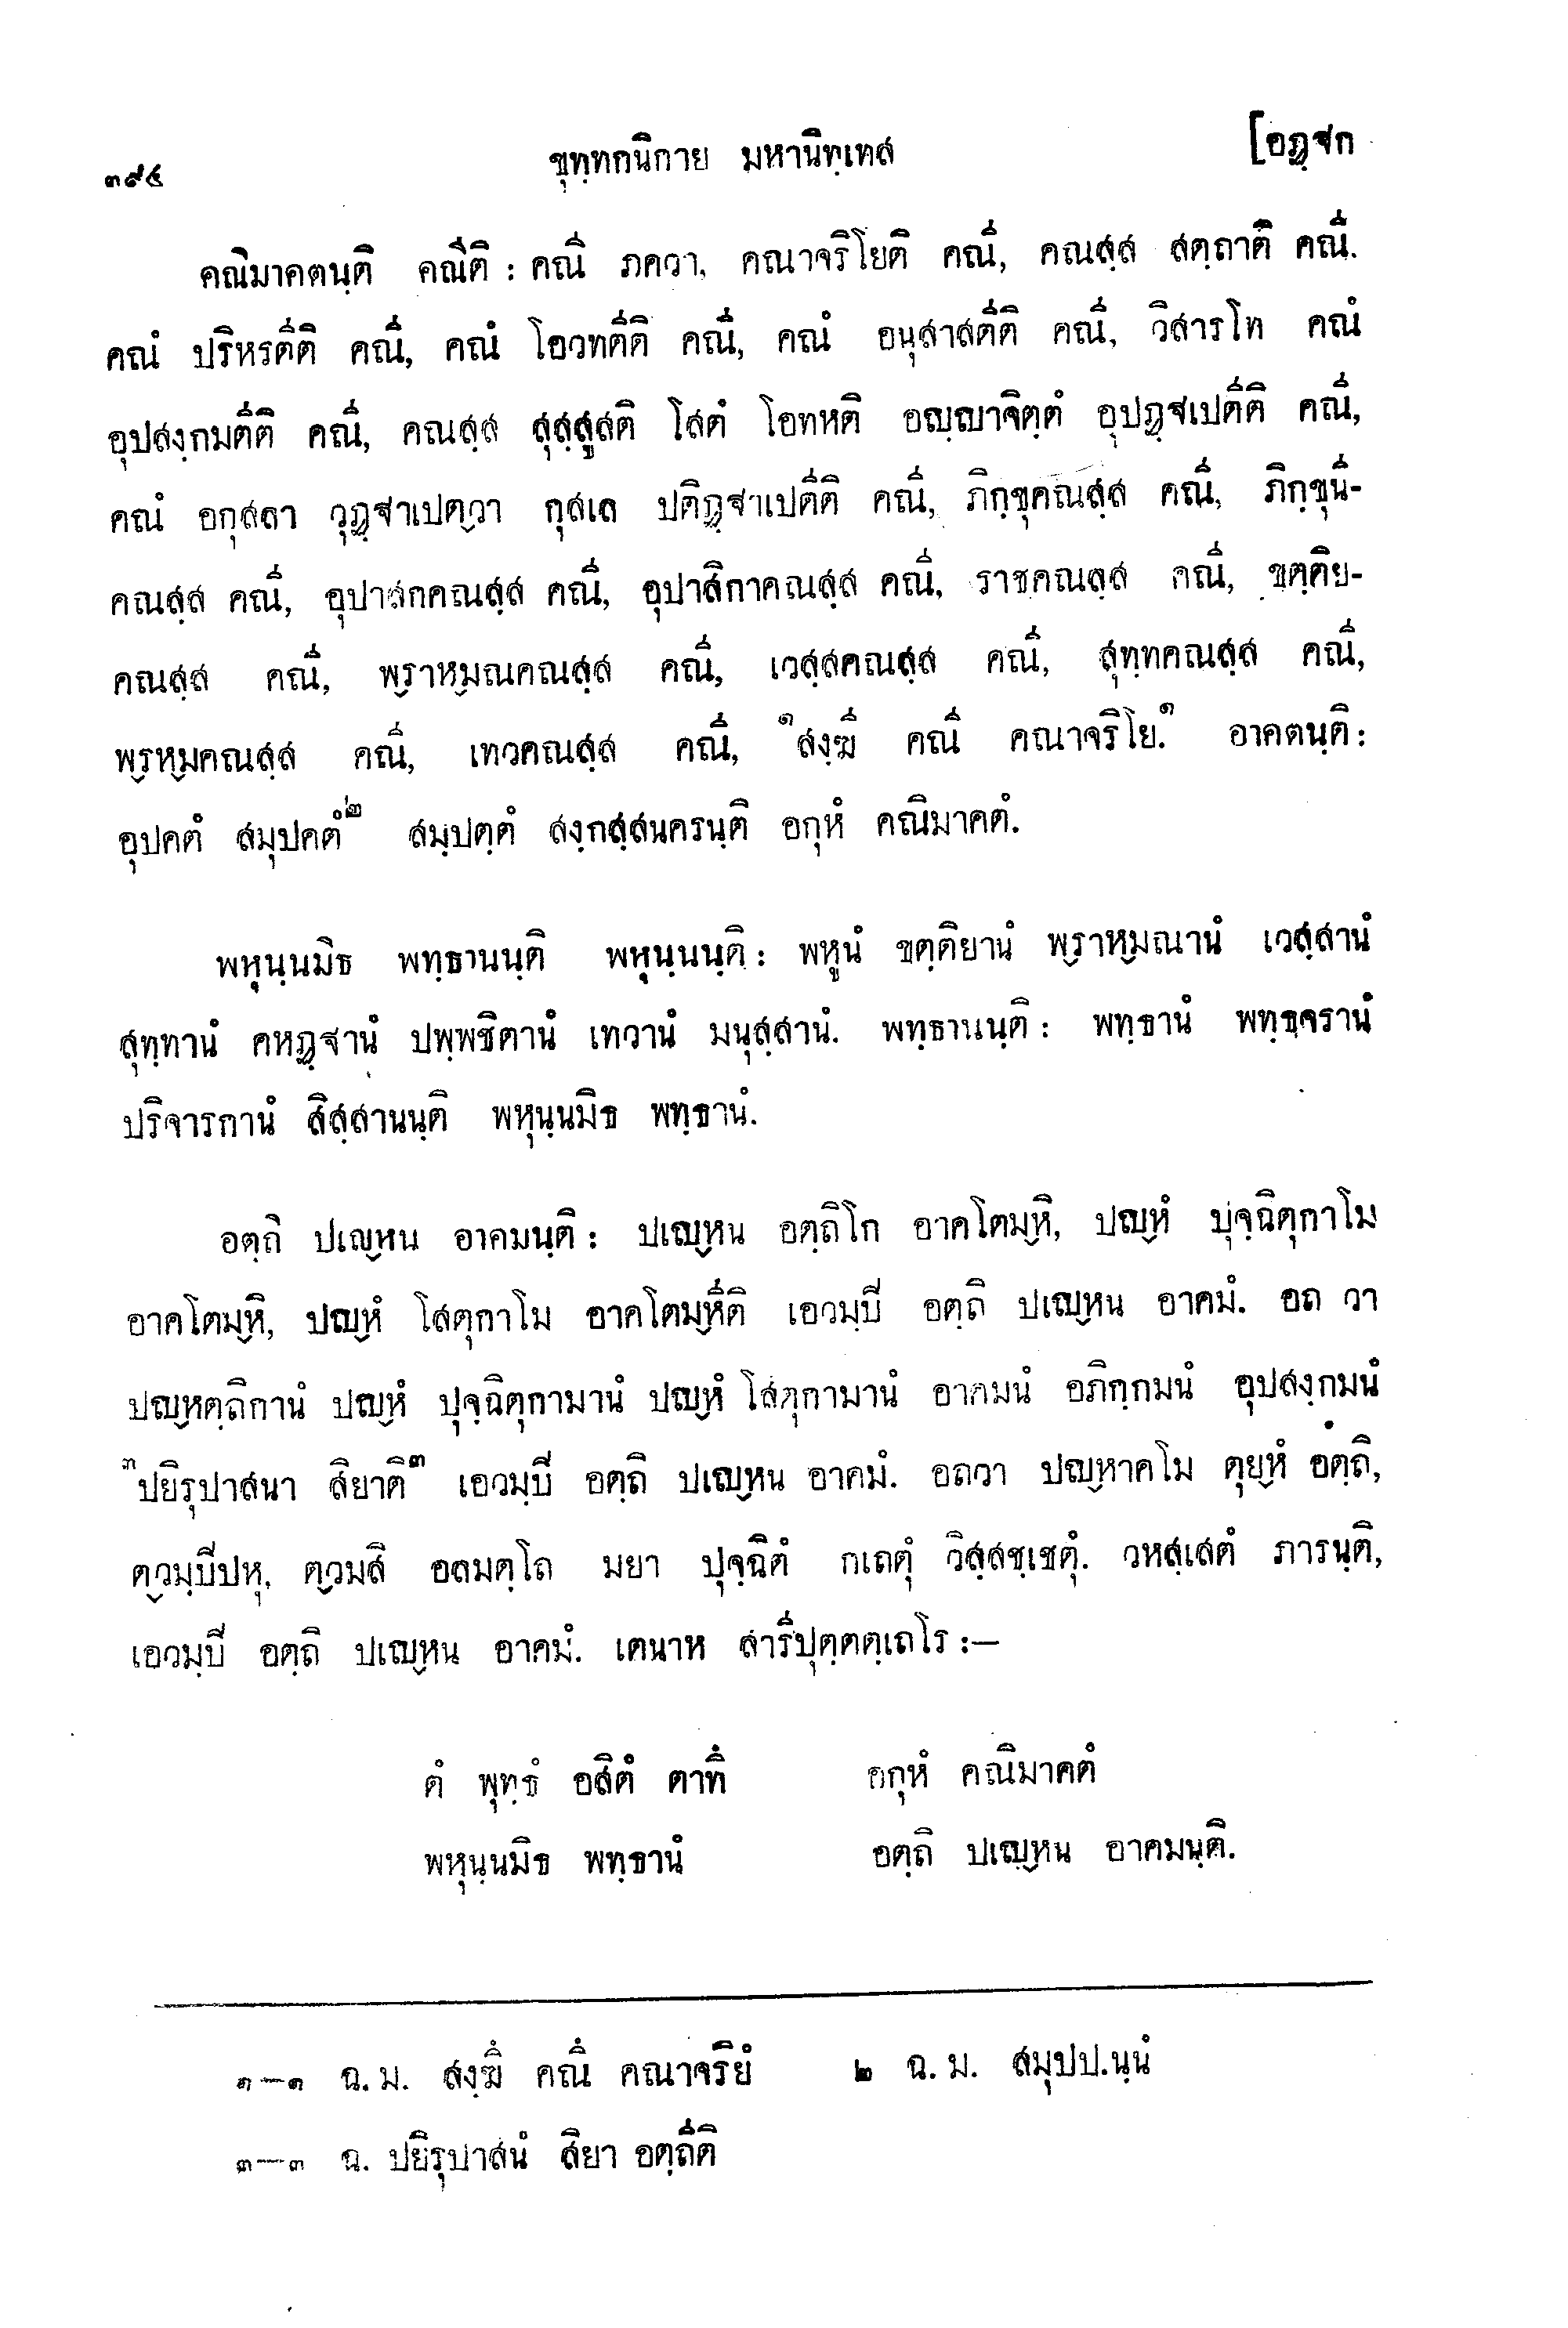 ๓๙๔ ขุทฺทกนิกาย มหานิทฺเทส [อฏฺฐก
คณิมาคตนฺติ คณีติ : คณี ภควา, คณาจริโยติ คณี, คณสฺส สตฺถาติ คณี.
คณํ ปริหรตีติ คณี, คณํ โอวทตีติ คณี, คณํ อนุสาสตีติ คณี, วิสารโท คณํ
อุปสงฺกมตีติ คณี, คณสฺส สุสฺสูสติ โสตํ โอทหติ อญฺญาจิตฺตํ อุปฏฺฐเปตีติ คณี,
คณํ อกุสลา วุฏฺฐาเปตฺวา กุสเล ปติฏฺฐาเปตีติ คณี, ภิกฺขุคณสฺส คณี, ภิกฺขุนี-
คณสฺส คณี, อุปาสกคณสฺส คณี, อุปาสิกาคณสฺส คณี, ราชคณสฺส คณี, ขตฺติย-
คณสฺส คณี, พฺราหฺมณคณสฺส คณี, เวสฺสคณสฺส คณี, สุทฺทคณสฺส คณี,
พฺรหฺมคณสฺส คณี, เทวคณสฺส คณี, ๑สงฺฆี คณี คณาจริโย.๑ อาคตนฺติ :
อุปคตํ สมุปคตํ๒ สมฺปตฺตํ สงฺกสฺสนครนฺติ อกุหํ คณิมาคตํ.
พหุนฺนมิธ พทฺธานนฺติ พหุนฺนนฺติ : พหูนํ ขตฺติยานํ พฺราหฺมณานํ เวสฺสานํ
สุทฺทานํ คหฏฺฐานํ ปพฺพชิตานํ เทวานํ มนุสฺสานํ. พทฺธานนฺติ : พทฺธานํ พทฺธจรานํ
ปริจารกานํ สิสฺสานนฺติ พหุนฺนมิธ พทฺธานํ.
อตฺถิ ปเญฺหน อาคมนฺติ : ปเญฺหน อตฺถิโก อาคโตมฺหิ, ปญฺหํ ปุจฺฉิตุกาโม
อาคโตมฺหิ, ปญฺหํ โสตุกาโม อาคโตมฺหีติ เอวมฺปี อตฺถิ ปเญฺหน อาคมํ. อถ วา
ปญฺหตฺถิกานํ ปญฺหํ ปุจฺฉิตุกามานํ ปญฺหํ โสตุกามานํ อาคมนํ อภิกฺกมนํ อุปสงฺกมนํ
๓ปยิรุปาสนา สิยาติ๓ เอวมฺปี อตฺถิ ปเญฺหน อาคมํ. อถวา ปญฺหาคโม ตุยฺหํ อตฺถิ,
ตฺวมฺปีปหุ, ตฺวมสิ อลมตฺโถ มยา ปุจฺฉิตํ กเถตุํ วิสฺสชฺเชตุํ. วหสฺเสตํ ภารนฺติ,
เอวมฺปี อตฺถิ ปเญฺหน อาคมํ. เตนาห สารีปุตฺตตฺเถโร :—
ตํ พุทฺธํ อสิตํ ตาทึ อกุหํ คณิมาคตํ
พหุนฺนมิธ พทฺธานํ อตฺถิ ปเญฺหน อาคมนฺติ.
๑—๑ ฉ. ม. สงฺฆึ คณึ คณาจริยํ ๒ ฉ. ม. สมุปป.นฺนํ
๓—๓ ฉ. ปยิรุปาสนํ สิยา อตฺถีติ